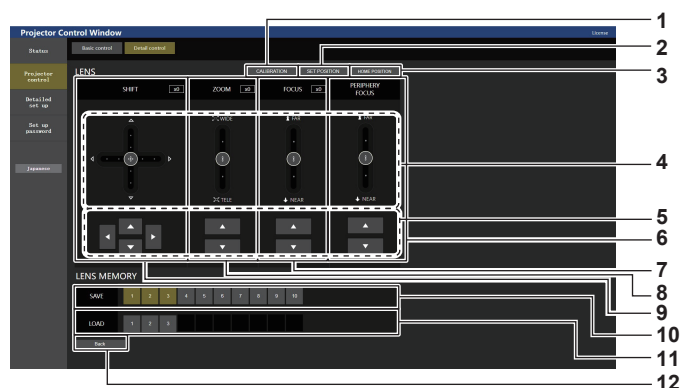 1
Projector Control Window
License
2
Status
Basic control
Detail control
3
Projector control
LENS
CALIBRATION
SET POSITION
HOME POSITION
SHIFT
x0
ZOOM
x0
FOCUS
x0
PERIPHERY
FOCUS
Detailed
set up
WIDE
FAR
FAR
Set up
password
4
Japanese
TELE
NEAR
NEAR
5
6
7
LENS MEMORY
8
SAVE
1 2 3 4 5 6 7 8 9 10
9
10
LOAD
1 2 3
11
Back
12